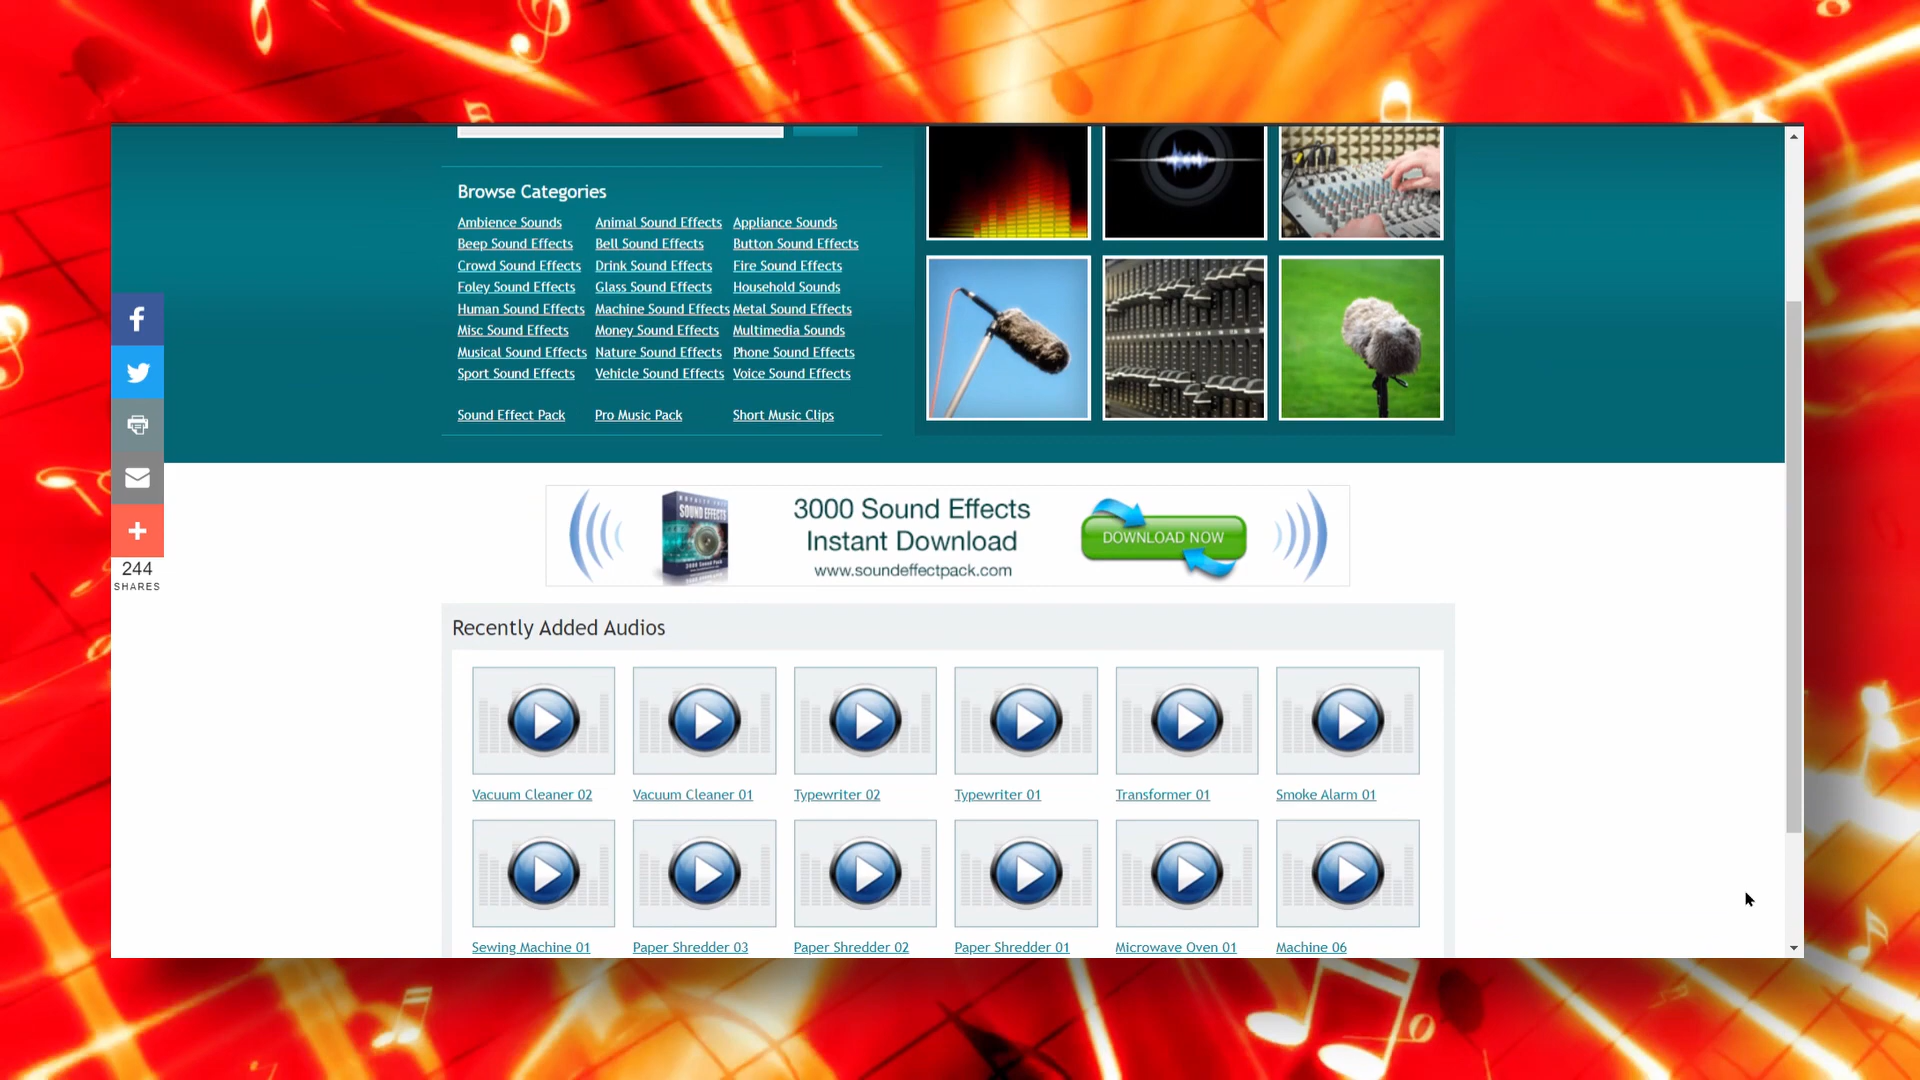 Browse Categories
Ambience Sounds Animal Sound Effects Appliance Sounds
Beep Sound Effects Bell Sound Effects Button Sound Effects
Crowd Sound Effects Drink Sound Effects Fire Sound Effects
Foley Sound Effects Glass Sound Effects Household Sounds
Human Sound Effects Machine Sound Effects Metal Sound Effects
Misc Sound Effects Money Sound Effects Multimedia Sounds
Musical Sound Effects Nature Sound Effects Phone Sound Effects
Sport Sound Effects Vehicle Sound Effects Voice Sound Effects
Sound Effect Pack Pro Music Pack Short Music Clips
244
SHARES
SOUND EFFECTS
3000 Sound Effects
Instant Download
www.soundeffectpack.com
DOWNLOAD NOW
Recently Added Audios
Vacuum Cleaner 02 Vacuum Cleaner 01 Typewriter 02 Typewriter 01 Transformer 01 Smoke Alarm 01
Sewing Machine 01 Paper Shredder 03 Paper Shredder 02 Paper Shredder 01 Microwave Oven 01 Machine 06